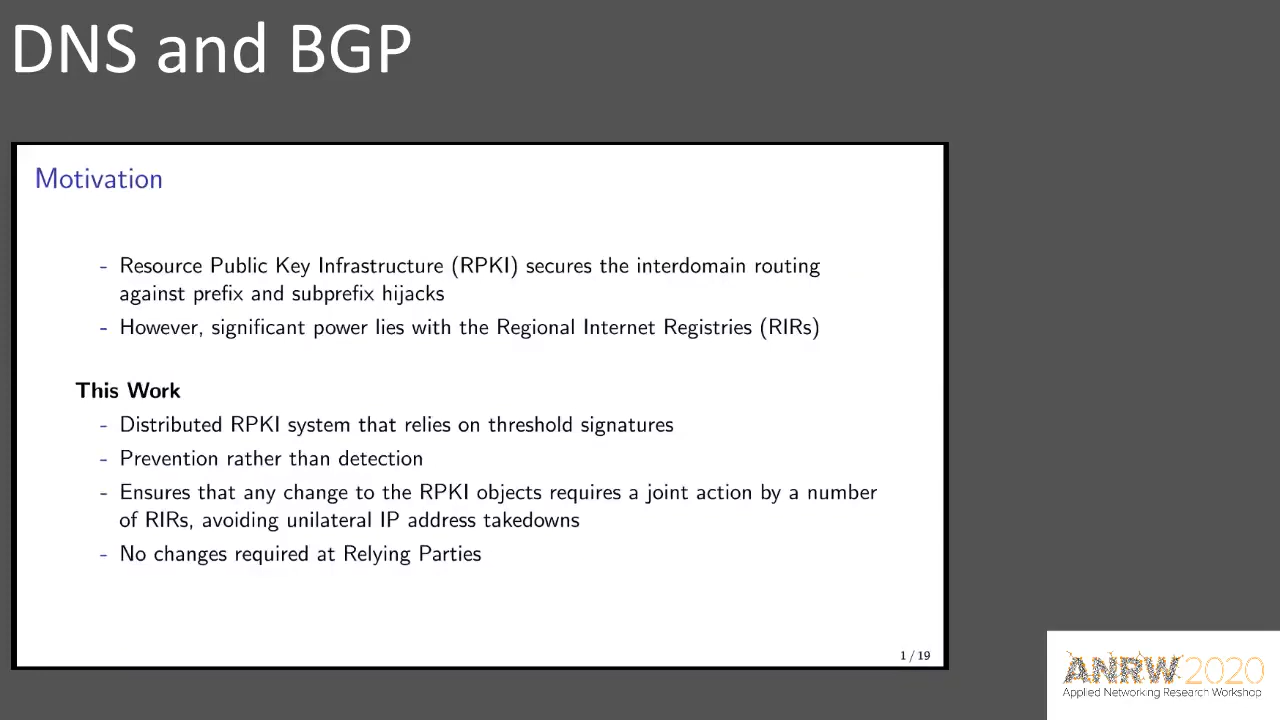 DNS and BGP
Motivation
- Resource Public Key Infrastructure (RPKI) secures the interdomain routing
against prefix and subprefix hijacks
- However, significant power lies with the Regional Internet Registries (RIRs)
This Work
- Distributed RPKI system that relies on threshold signatures
- Prevention rather than detection
- Ensures that any change to the RPKI objects requires a joint action by a number
of RIRs, avoiding unilateral IP address takedowns
- No changes required at Relying Parties
1 / 19
ANRW 2020
Applied Networking Research Workshop